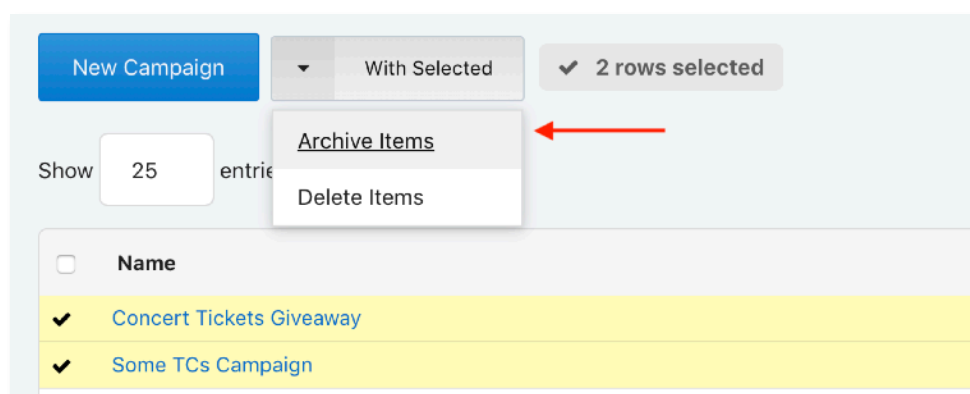 New Campaign With Selected 2 rows selected
Archive Items
Show 25 entrie
Delete Items
Name
Concert Tickets Giveaway
Some TCs Campaign